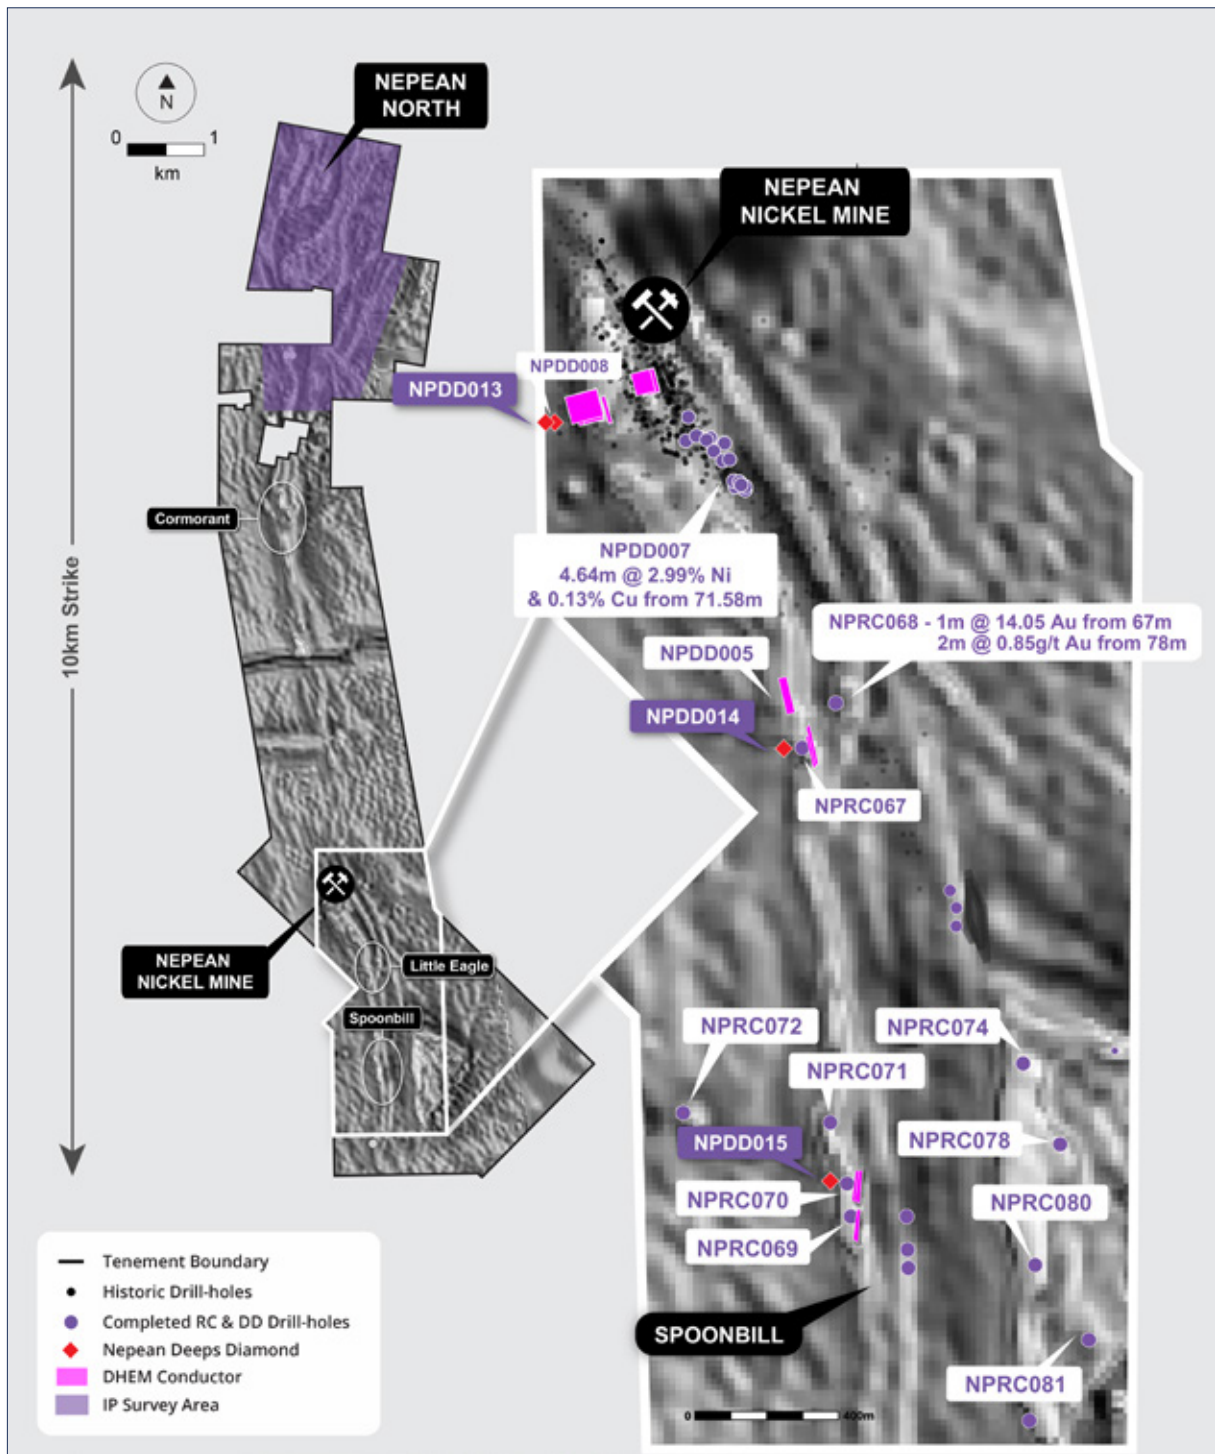 NEPEAN
NORTH
N
0 1
km
10km Strike
Cormorant
NEPEAN
NICKEL MINE
Little Eagle
Spoonbill
NEPEAN
NICKEL MINE
NPDD008
NPDD013
NPDD007
4.64m @ 2.99% Ni
& 0.13% Cu from 71.58m
NPRC068 - 1m @ 14.05 Au from 67m
2m @ 0.85g/t Au from 78m
NPDD005
NPDD014
NPRC067
NPRC072
NPRC074
NPRC071
NPDD015
NPRC078
NPRC070
NPRC080
NPRC069
SPOONBILL
NPRC081
0 400m
Tenement Boundary
Historic Drill-holes
Completed RC & DD Drill-holes
Nepean Deeps Diamond
DHEM Conductor
IP Survey Area